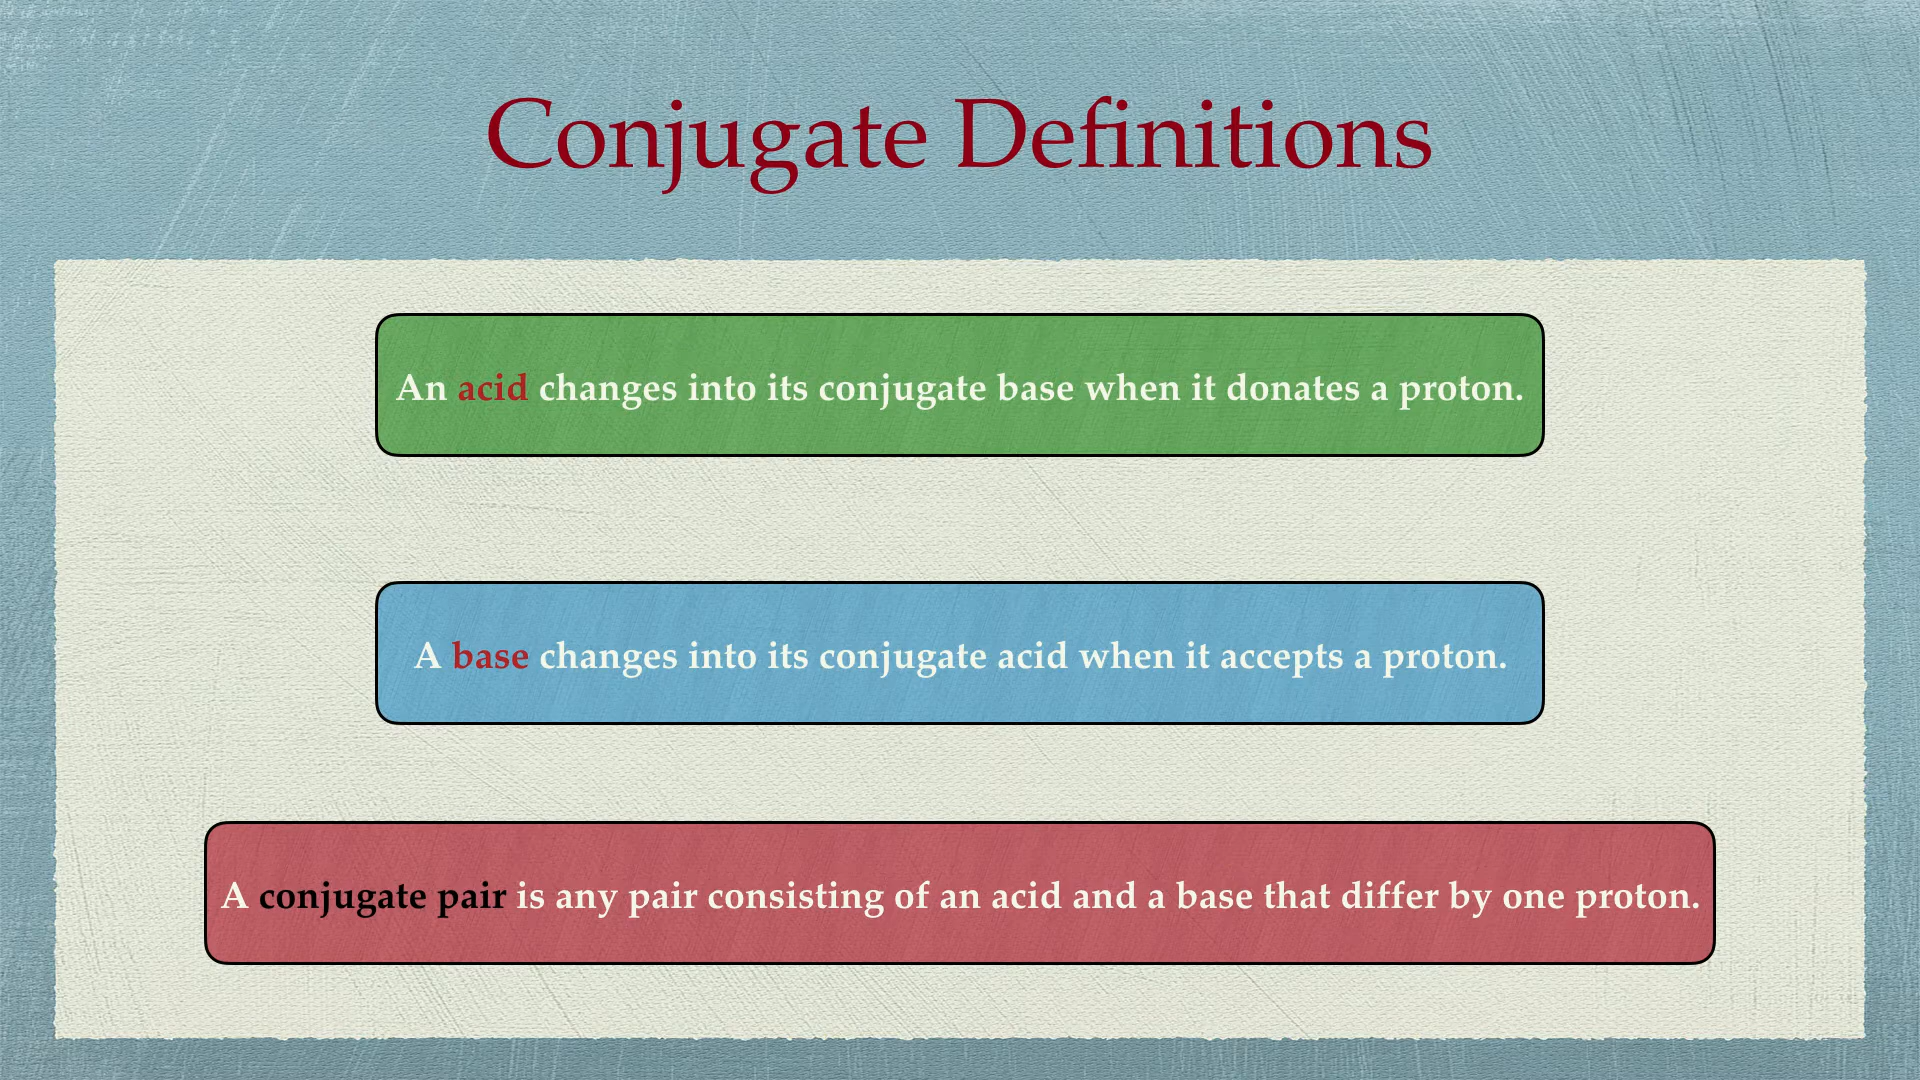 Conjugate Definitions
An acid changes into its conjugate base when it donates a proton.
A base changes into its conjugate acid when it accepts a proton.
A conjugate pair is any pair consisting of an acid and a base that differ by one proton.